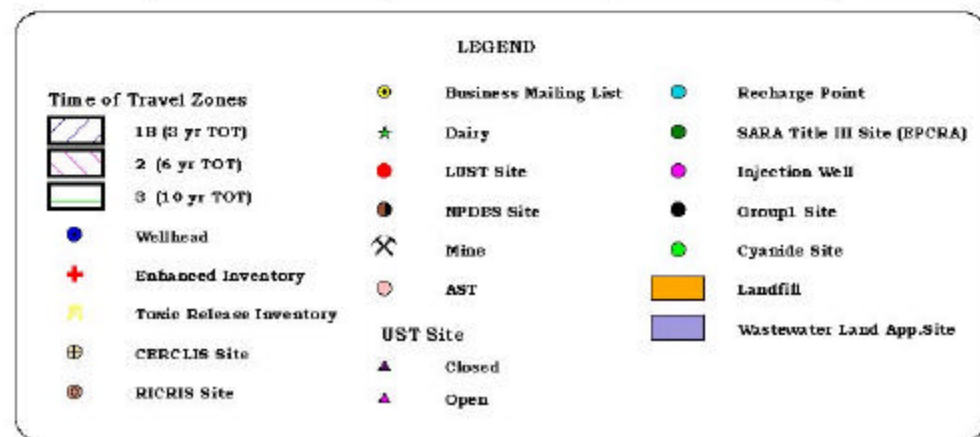 LEGEND
Time of Travel Zones
1B (3 yr TOT)
2 (6 yr TOT)
3 (10 yr TOT)
Wellhead
Enhanced Inventory
Toxic Release Inventory
CERCLIS Site
RICRIS Site
Business Mailing List
Dairy
LUST Site
NPDES Site
Mine
AST
UST Site
Closed
Open
Recharge Point
SARA Title III Site (EPCRA)
Injection Well
Group1 Site
Cyanide Site
Landfill
Wastewater Land App.Site